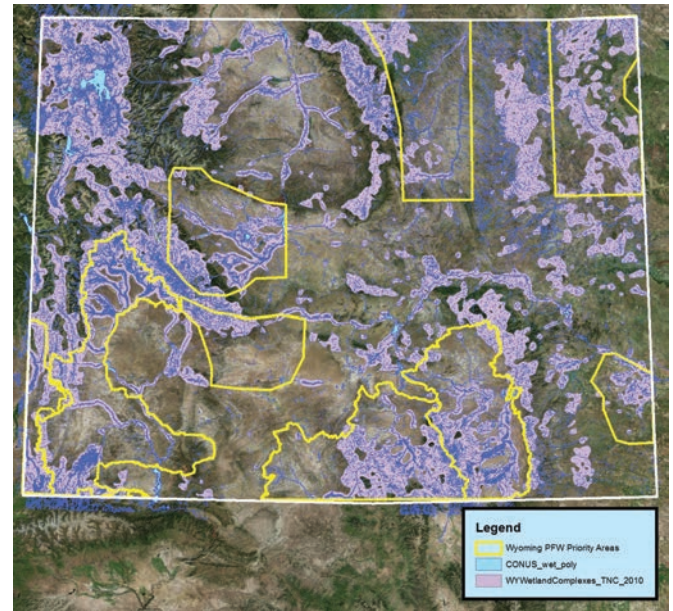 Legend
Wyoming PFW Priority Areas
CONUS_wet_poly
WYWetlandComplexes_TNC_2010